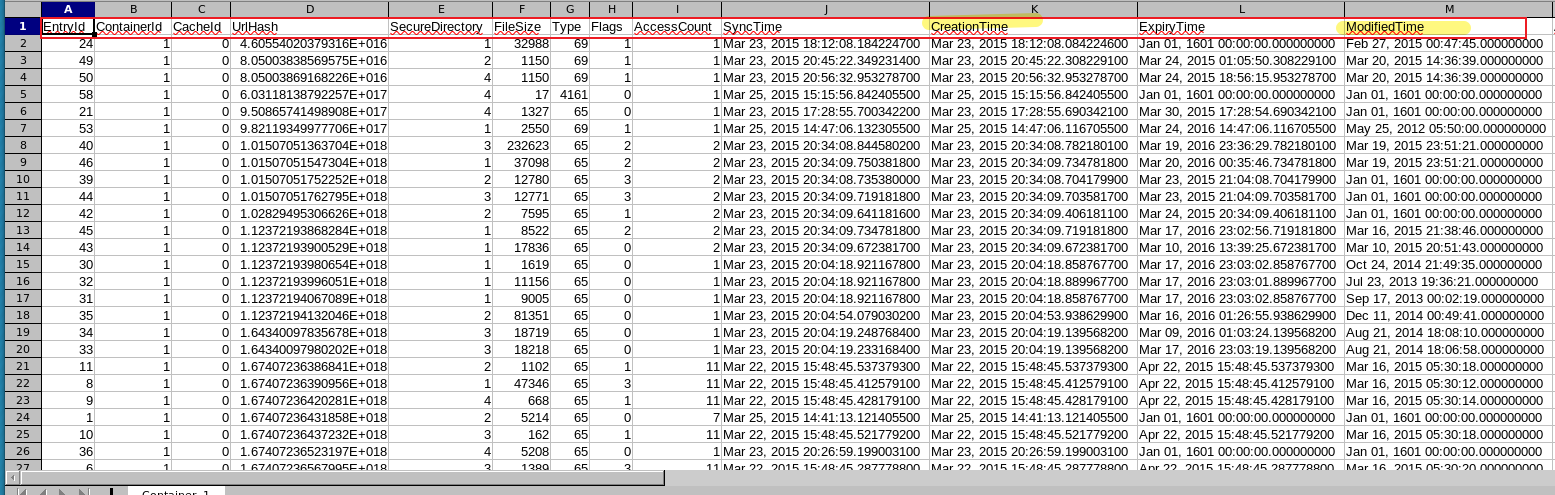 A B C D E F G H I J K L M
1 EntryId ContainerId CacheId UrlHash SecureDirectory FileSize Type Flags AccessCount SyncTime CreationTime ExpiryTime ModifiedTime
2 24 1 0 4.60554020379316E+016 1 32988 69 1 1 Mar 23, 2015 18:12:08.184224700 Mar 23, 2015 18:12:08.084224600 Jan 01, 1601 00:00:00.000000000 Feb 27, 2015 00:47:45.000000000
3 49 1 0 8.05003838569575E+016 2 1150 69 1 1 Mar 23, 2015 20:45:22.349231400 Mar 23, 2015 20:45:22.308229100 Mar 24, 2015 01:05:50.308229100 Mar 20, 2015 14:36:39.000000000
4 50 1 0 8.05003869168226E+016 4 1150 69 1 1 Mar 23, 2015 20:56:32.953278700 Mar 23, 2015 20:56:32.953278700 Mar 24, 2015 18:56:15.953278700 Mar 20, 2015 14:36:39.000000000
5 58 1 0 6.03118138792257E+017 4 17 4161 0 1 Mar 25, 2015 15:15:56.842405500 Mar 25, 2015 15:15:56.842405500 Jan 01, 1601 00:00:00.000000000 Jan 01, 1601 00:00:00.000000000
6 21 1 0 9.50865741498908E+017 4 1327 65 0 1 Mar 23, 2015 17:28:55.700342200 Mar 23, 2015 17:28:55.690342100 Mar 30, 2015 17:28:54.690342100 Jan 01, 1601 00:00:00.000000000
7 53 1 0 9.82119349977706E+017 1 2550 69 1 1 Mar 25, 2015 14:47:06.132305500 Mar 25, 2015 14:47:06.116705500 Mar 24, 2016 14:47:06.116705500 May 25, 2012 05:50:00.000000000
8 40 1 0 1.01507051363704E+018 3 232623 65 2 2 Mar 23, 2015 20:34:08.844580200 Mar 23, 2015 20:34:08.782180100 Mar 19, 2016 23:36:29.782180100 Mar 19, 2015 23:51:21.000000000
9 46 1 0 1.01507051547304E+018 1 37098 65 2 2 Mar 23, 2015 20:34:09.750381800 Mar 23, 2015 20:34:09.734781800 Mar 20, 2016 00:35:46.734781800 Mar 19, 2015 23:51:21.000000000
10 39 1 0 1.01507051752252E+018 2 12780 65 3 2 Mar 23, 2015 20:34:08.735380000 Mar 23, 2015 20:34:08.704179900 Mar 23, 2015 21:04:08.704179900 Jan 01, 1601 00:00:00.000000000
11 44 1 0 1.01507051762795E+018 3 12771 65 3 2 Mar 23, 2015 20:34:09.719181800 Mar 23, 2015 20:34:09.703581700 Mar 23, 2015 21:04:09.703581700 Jan 01, 1601 00:00:00.000000000
12 42 1 0 1.02829495306626E+018 2 7595 65 1 2 Mar 23, 2015 20:34:09.641181600 Mar 23, 2015 20:34:09.406181100 Mar 24, 2015 20:34:09.406181100 Jan 01, 1601 00:00:00.000000000
13 45 1 0 1.12372193868284E+018 1 8522 65 2 2 Mar 23, 2015 20:34:09.734781800 Mar 23, 2015 20:34:09.719181800 Mar 17, 2016 23:02:56.719181800 Mar 16, 2015 21:38:46.000000000
14 43 1 0 1.12372193900529E+018 1 17836 65 0 2 Mar 23, 2015 20:34:09.672381700 Mar 23, 2015 20:34:09.672381700 Mar 10, 2016 13:39:25.672381700 Mar 10, 2015 20:51:43.000000000
15 30 1 0 1.12372193980654E+018 1 1619 65 0 1 Mar 23, 2015 20:04:18.921167800 Mar 23, 2015 20:04:18.858767700 Mar 17, 2016 23:03:02.858767700 Oct 24, 2014 21:49:35.000000000
16 32 1 0 1.12372193996051E+018 1 11156 65 0 1 Mar 23, 2015 20:04:18.921167800 Mar 23, 2015 20:04:18.889967700 Mar 17, 2016 23:03:01.889967700 Jul 23, 2013 19:36:21.000000000
17 31 1 0 1.12372194067089E+018 1 9005 65 0 1 Mar 23, 2015 20:04:18.921167800 Mar 23, 2015 20:04:18.858767700 Mar 17, 2016 23:03:02.858767700 Sep 17, 2013 00:02:19.000000000
18 35 1 0 1.12372194132046E+018 2 81351 65 0 1 Mar 23, 2015 20:04:54.079030200 Mar 23, 2015 20:04:53.938629900 Mar 16, 2016 01:26:55.938629900 Dec 11, 2014 00:49:41.000000000
19 34 1 0 1.64340097835678E+018 3 18719 65 0 1 Mar 23, 2015 20:04:19.248768400 Mar 23, 2015 20:04:19.139568200 Mar 09, 2016 01:03:24.139568200 Aug 21, 2014 18:08:10.000000000
20 33 1 0 1.64340097980202E+018 3 18218 65 0 1 Mar 23, 2015 20:04:19.233168400 Mar 23, 2015 20:04:19.139568200 Mar 17, 2016 23:03:19.139568200 Aug 21, 2014 18:06:58.000000000
21 11 1 0 1.67407236386841E+018 2 1102 65 1 11 Mar 22, 2015 15:48:45.537379300 Mar 22, 2015 15:48:45.537379300 Apr 22, 2015 15:48:45.537379300 Mar 16, 2015 05:30:18.000000000
22 8 1 0 1.67407236390956E+018 1 47346 65 3 11 Mar 22, 2015 15:48:45.412579100 Mar 22, 2015 15:48:45.412579100 Apr 22, 2015 15:48:45.412579100 Mar 16, 2015 05:30:12.000000000
23 9 1 0 1.67407236420281E+018 4 668 65 1 11 Mar 22, 2015 15:48:45.428179100 Mar 22, 2015 15:48:45.428179100 Apr 22, 2015 15:48:45.428179100 Mar 16, 2015 05:30:14.000000000
24 1 1 0 1.67407236431858E+018 2 5214 65 0 7 Mar 25, 2015 14:41:13.121405500 Mar 25, 2015 14:41:13.121405500 Jan 01, 1601 00:00:00.000000000 Jan 01, 1601 00:00:00.000000000
25 10 1 0 1.67407236437232E+018 3 162 65 1 11 Mar 22, 2015 15:48:45.521779200 Mar 22, 2015 15:48:45.521779200 Apr 22, 2015 15:48:45.521779200 Mar 16, 2015 05:30:18.000000000
26 36 1 0 1.67407236523197E+018 4 5208 65 0 1 Mar 23, 2015 20:26:59.199003100 Mar 23, 2015 20:26:59.199003100 Jan 01, 1601 00:00:00.000000000 Jan 01, 1601 00:00:00.000000000
27 6 1 0 1.67407236567995E+018 3 1389 65 3 11 Mar 22, 2015 15:48:45.287778800 Mar 22, 2015 15:48:45.287778800 Apr 22, 2015 15:48:45.287778800 Mar 16, 2015 05:30:20.000000000
Container_1